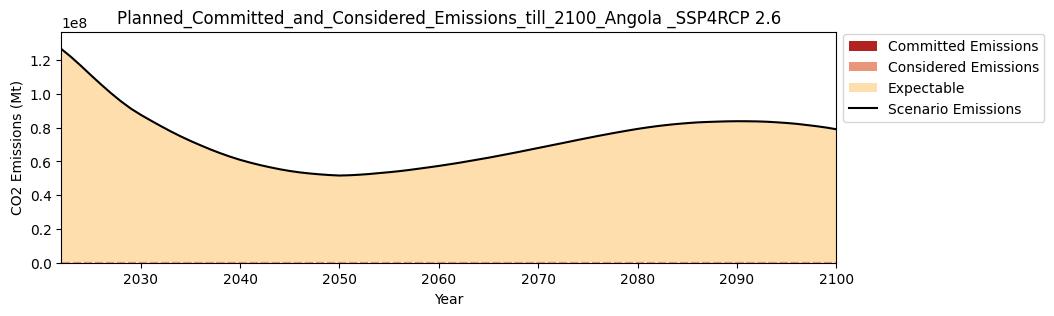 Planned_Committed_and_Considered_Emissions_till_2100_Angola _SSP4RCP 2.6
1e8
Committed Emissions
Considered Emissions
Expectable
Scenario Emissions
CO2 Emissions (Mt)
1.2
1.0
0.8
0.6
0.4
0.2
0.0
2030 2040 2050 2060 2070 2080 2090 2100
Year